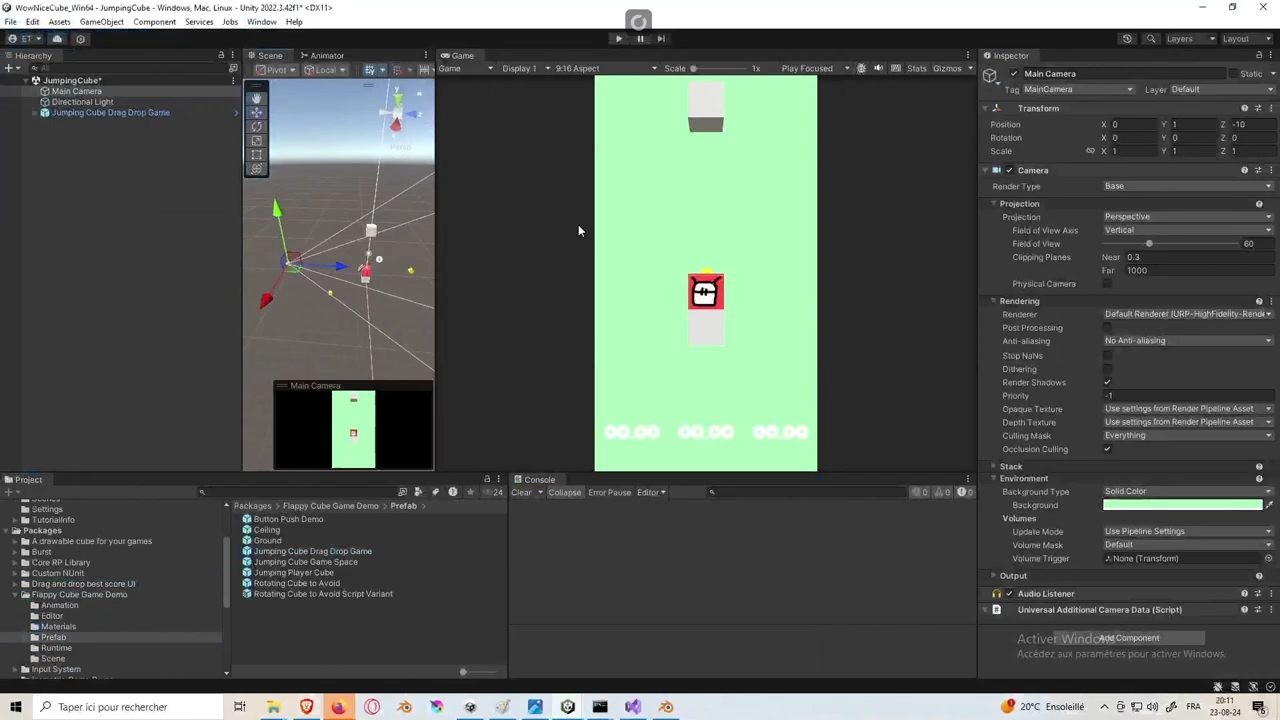 WowNiceCube_Win64 - JumpingCube - Windows, Mac, Linux - Unity 2022.3.42f1* <DX11>
File Edit Assets GameObject Component Services Jobs Window Help
ET Layers Layout
Hierarchy Scene Animator Game Inspector
All Pivot Local Game Display 1 9:16 Aspect Scale 1x Play Focused Stats Gizmos Main Camera Static
JumpingCube* Tag MainCamera Layer Default
Main Camera
Directional Light
Jumping Cube Drag Drop Game
Persp
Transform
Position X 0 Y 1 Z -10
Rotation X 0 Y 0 Z 0
Scale X 1 Y 1 Z 1
Camera
Render Type Base
Projection
Projection Perspective
Field of View Axis Vertical
Field of View 60
Clipping Planes Near 0.3
Far 1000
Physical Camera
Rendering
Renderer Default Renderer (URP-HighFidelity-Rende
Post Processing
Anti-aliasing No Anti-aliasing
Stop NaNs
Dithering
Render Shadows
Priority -1
Opaque Texture Use settings from Render Pipeline Asset
Depth Texture Use settings from Render Pipeline Asset
Culling Mask Everything
Occlusion Culling
Stack
Environment
Background Type Solid Color
Background
Volumes
Update Mode Use Pipeline Settings
Volume Mask Default
Volume Trigger None (Transform)
Output
Audio Listener
Universal Additional Camera Data (Script)
Add Component
Activer Windows
Accédez aux paramètres pour activer Windows.
Main Camera
00.00 00.00 00.00
Project Console
24 Clear Collapse Error Pause Editor 0 0 0
Scenes
Settings
TutorialInfo
Packages
A drawable cube for your games
Burst
Core RP Library
Custom NUnit
Drag and drop best score UI
Flappy Cube Game Demo
Animation
Editor
Materials
Prefab
Runtime
Scene
Input System
Packages > Flappy Cube Game Demo > Prefab >
Button Push Demo
Ceiling
Ground
Jumping Cube Drag Drop Game
Jumping Cube Game Space
Jumping Player Cube
Rotating Cube to Avoid
Rotating Cube to Avoid Script Variant
Taper ici pour rechercher 20°C Ensoleillé FRA 20:11
23-08-24